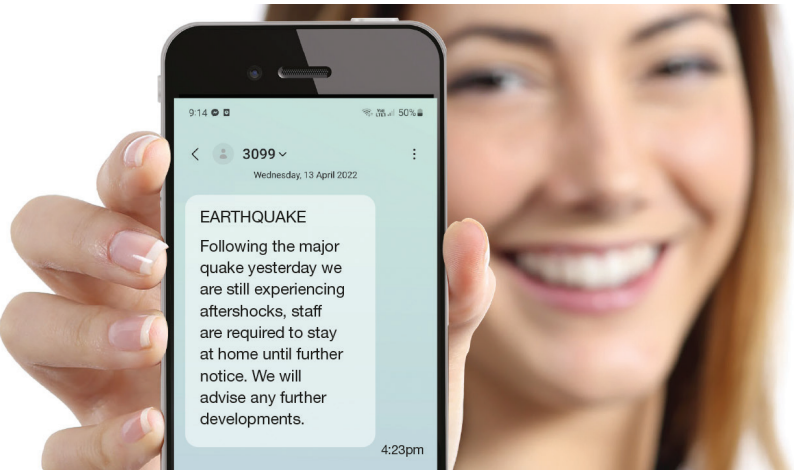 9:14 50%
3099
Wednesday, 13 April 2022
EARTHQUAKE
Following the major
quake yesterday we
are still experiencing
aftershocks, staff
are required to stay
at home until further
notice. We will
advise any further
developments.
4:23pm